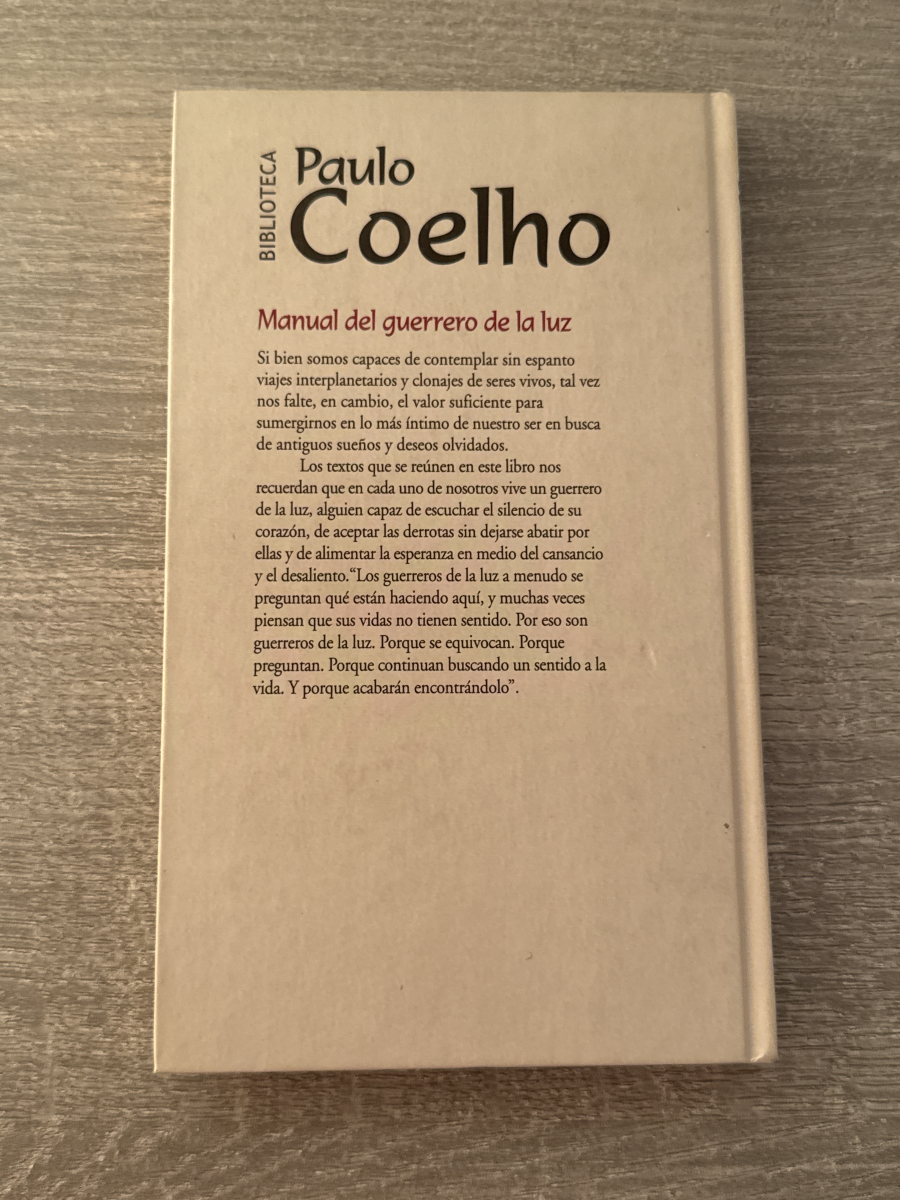 BIBLIOTECA
Paulo
Coelho
Manual del guerrero de la luz
Si bien somos capaces de contemplar sin espanto
viajes interplanetarios y clonajes de seres vivos, tal vez
nos falte, en cambio, el valor suficiente para
sumergirnos en lo más íntimo de nuestro ser en busca
de antiguos sueños y deseos olvidados.
Los textos que se reúnen en este libro nos
recuerdan que en cada uno de nosotros vive un guerrero
de la luz, alguien capaz de escuchar el silencio de su
corazón, de aceptar las derrotas sin dejarse abatir por
ellas y de alimentar la esperanza en medio del cansancio
y el desaliento.“Los guerreros de la luz a menudo se
preguntan qué están haciendo aquí, y muchas veces
piensan que sus vidas no tienen sentido. Por eso son
guerreros de la luz. Porque se equivocan. Porque
preguntan. Porque continuan buscando un sentido a la
vida. Y porque acabarán encontrándolo”.